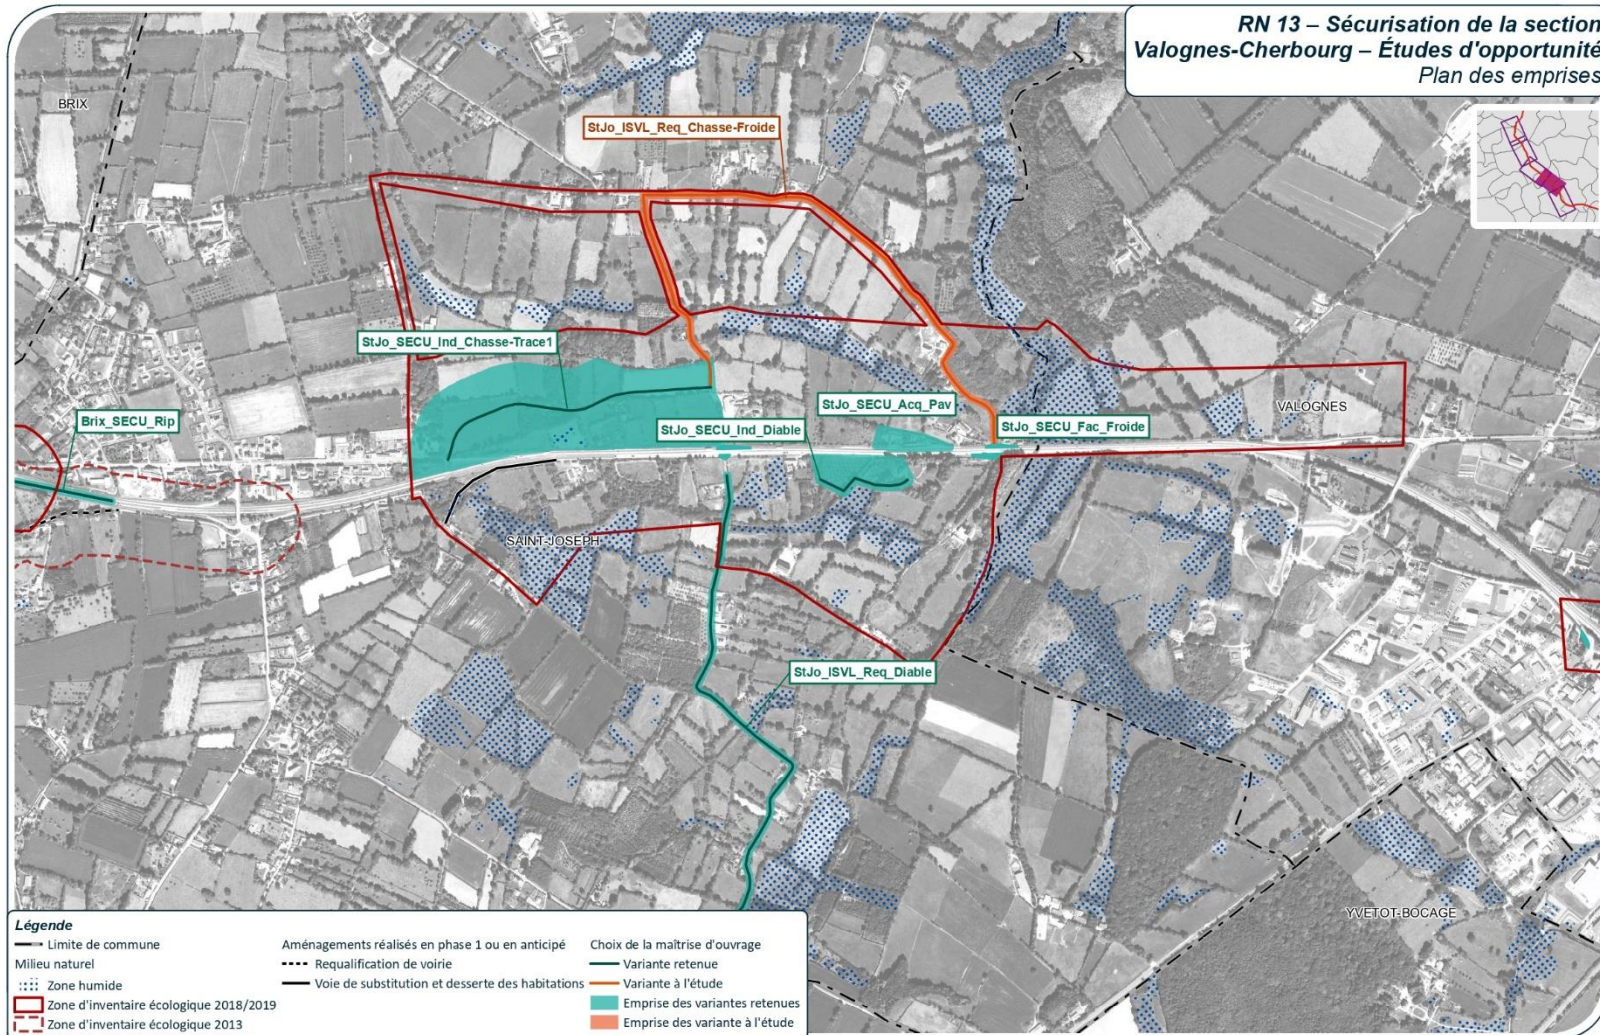 RN 13 – Sécurisation de la section
Valognes-Cherbourg – Études d'opportunité
Plan des emprises
BRIX
StJo_ISVL_Req_Chasse-Froide
StJo_SECU_Ind_Chasse-Trace1
StJo_SECU_Acq_Pav
VALOGNES
Brix_SECU_Rip
StJo_SECU_Ind_Diable
StJo_SECU_Fac_Froide
SAINT-JOSEPH
StJo_ISVL_Req_Diable
YVETOT-BOCAGE
Légende
Limite de commune
Milieu naturel
Zone humide
Zone d'inventaire écologique 2018/2019
Zone d'inventaire écologique 2013
Aménagements réalisés en phase 1 ou en anticipé
Requalification de voirie
Voie de substitution et desserte des habitations
Choix de la maîtrise d'ouvrage
Variante retenue
Variante à l'étude
Emprise des variantes retenues
Emprise des variante à l'étude